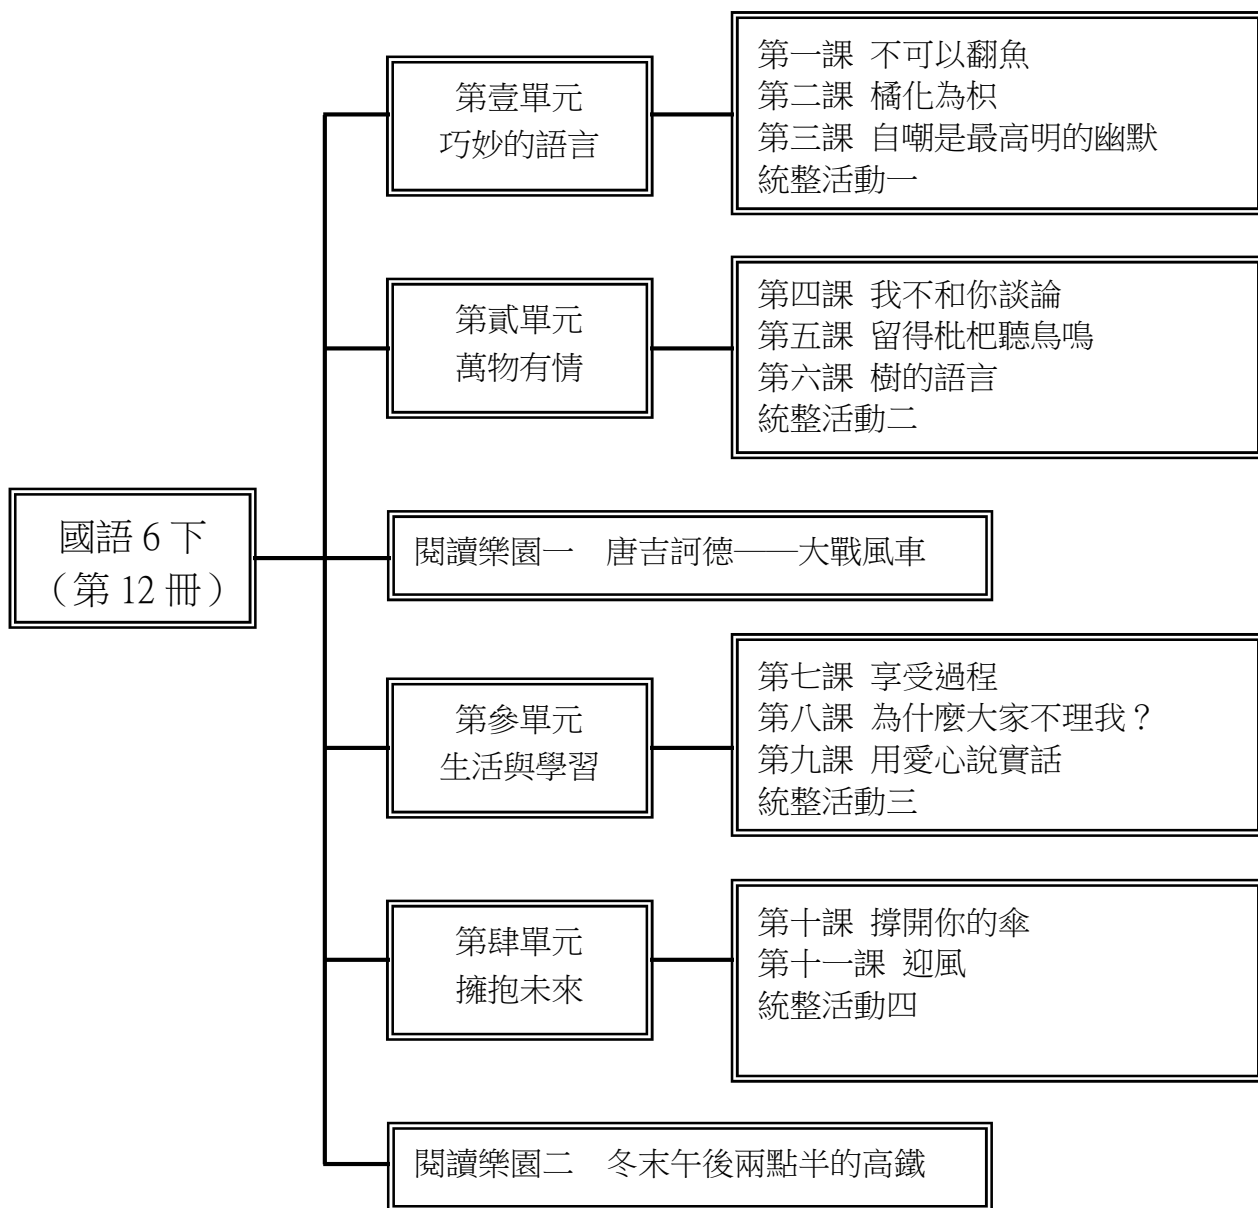 國語 6 下
（第 12 冊）
第壹單元
巧妙的語言
第一課 不可以翻魚
第二課 橘化為枳
第三課 自嘲是最高明的幽默
統整活動一
第貳單元
萬物有情
第四課 我不和你談論
第五課 留得枇杷聽鳥鳴
第六課 樹的語言
統整活動二
閱讀樂園一　唐吉訶德──大戰風車
第參單元
生活與學習
第七課 享受過程
第八課 為什麼大家不理我？
第九課 用愛心說實話
統整活動三
第肆單元
擁抱未來
第十課 撐開你的傘
第十一課 迎風
統整活動四
閱讀樂園二　冬末午後兩點半的高鐵